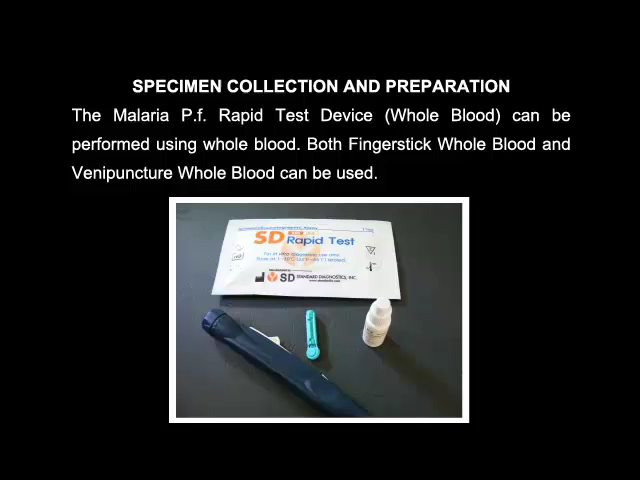 SPECIMEN COLLECTION AND PREPARATION
The Malaria P.f. Rapid Test Device (Whole Blood) can be
performed using whole blood. Both Fingerstick Whole Blood and
Venipuncture Whole Blood can be used.
SD Rapid Test
SD STANDARD DIAGNOSTICS, INC.